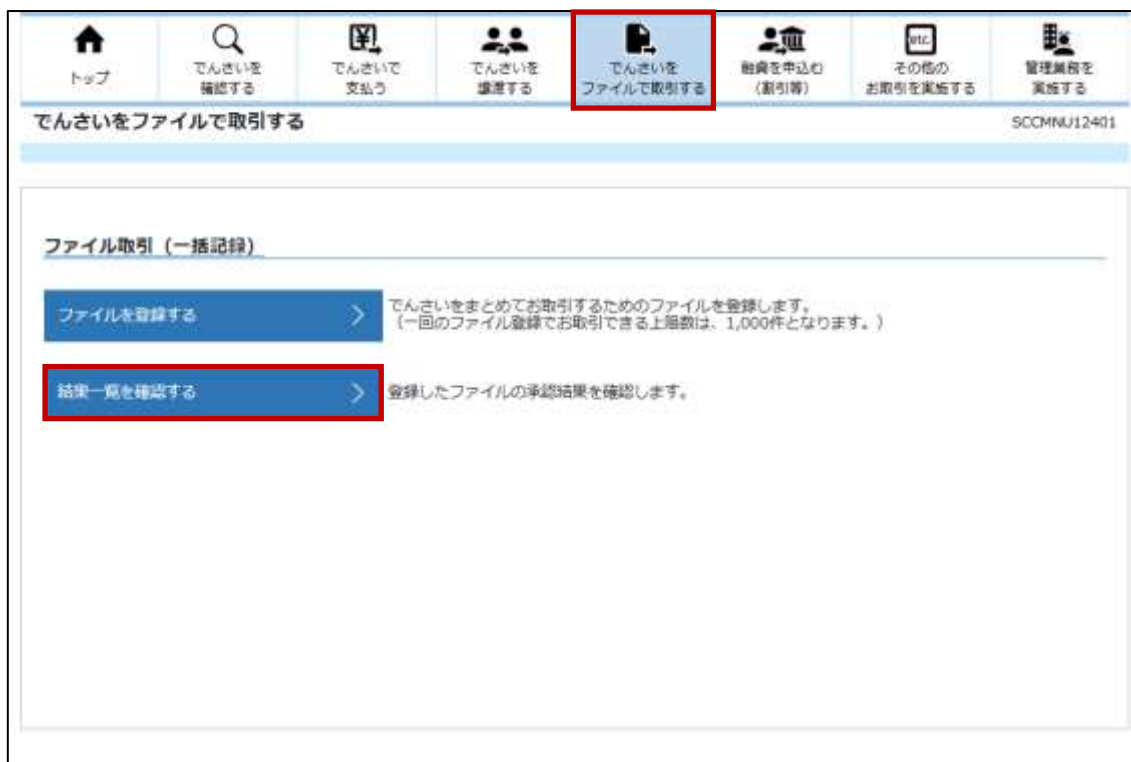 トップ
でんさいを
確認する
でんさいで
支払う
でんさいを
譲渡する
でんさいを
ファイルで取引する
融資を申込む
(割引等)
etc.
その他の
お取引を実施する
管理業務を
実施する
でんさいをファイルで取引する
SCCMNU12401
ファイル取引(一括記録)
ファイルを登録する
でんさいをまとめてお取引するためのファイルを登録します。
(一回のファイル登録でお取引できる上限数は、1,000件となります。)
結果一覧を確認する
登録したファイルの承認結果を確認します。